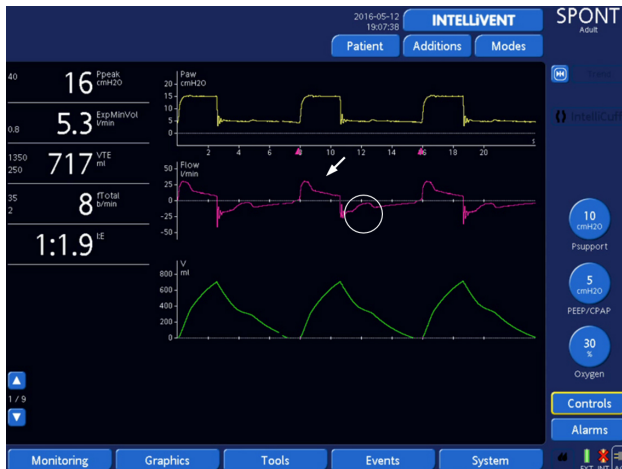 2016-05-12
19:07:38
INTELLiVENT
SPONT
Adult
Patient
Additions
Modes
40
16
Ppeak
cmH2O
0.8
5.3
ExpMinVol
l/min
1350
250
717
VTE
ml
35
2
8
fTotal
b/min
1:1.9
I:E
Paw
cmH2O
20
15
10
5
0
2 4 6 8 10 12 14 16 18 20
s
Flow
l/min
50
25
0
-25
-50
V
ml
800
600
400
200
0
IntelliCuff
10
cmH2O
Psupport
5
cmH2O
PEEP/CPAP
30
%
Oxygen
1 / 9
Controls
Alarms
Monitoring
Graphics
Tools
Events
System
EXT INT